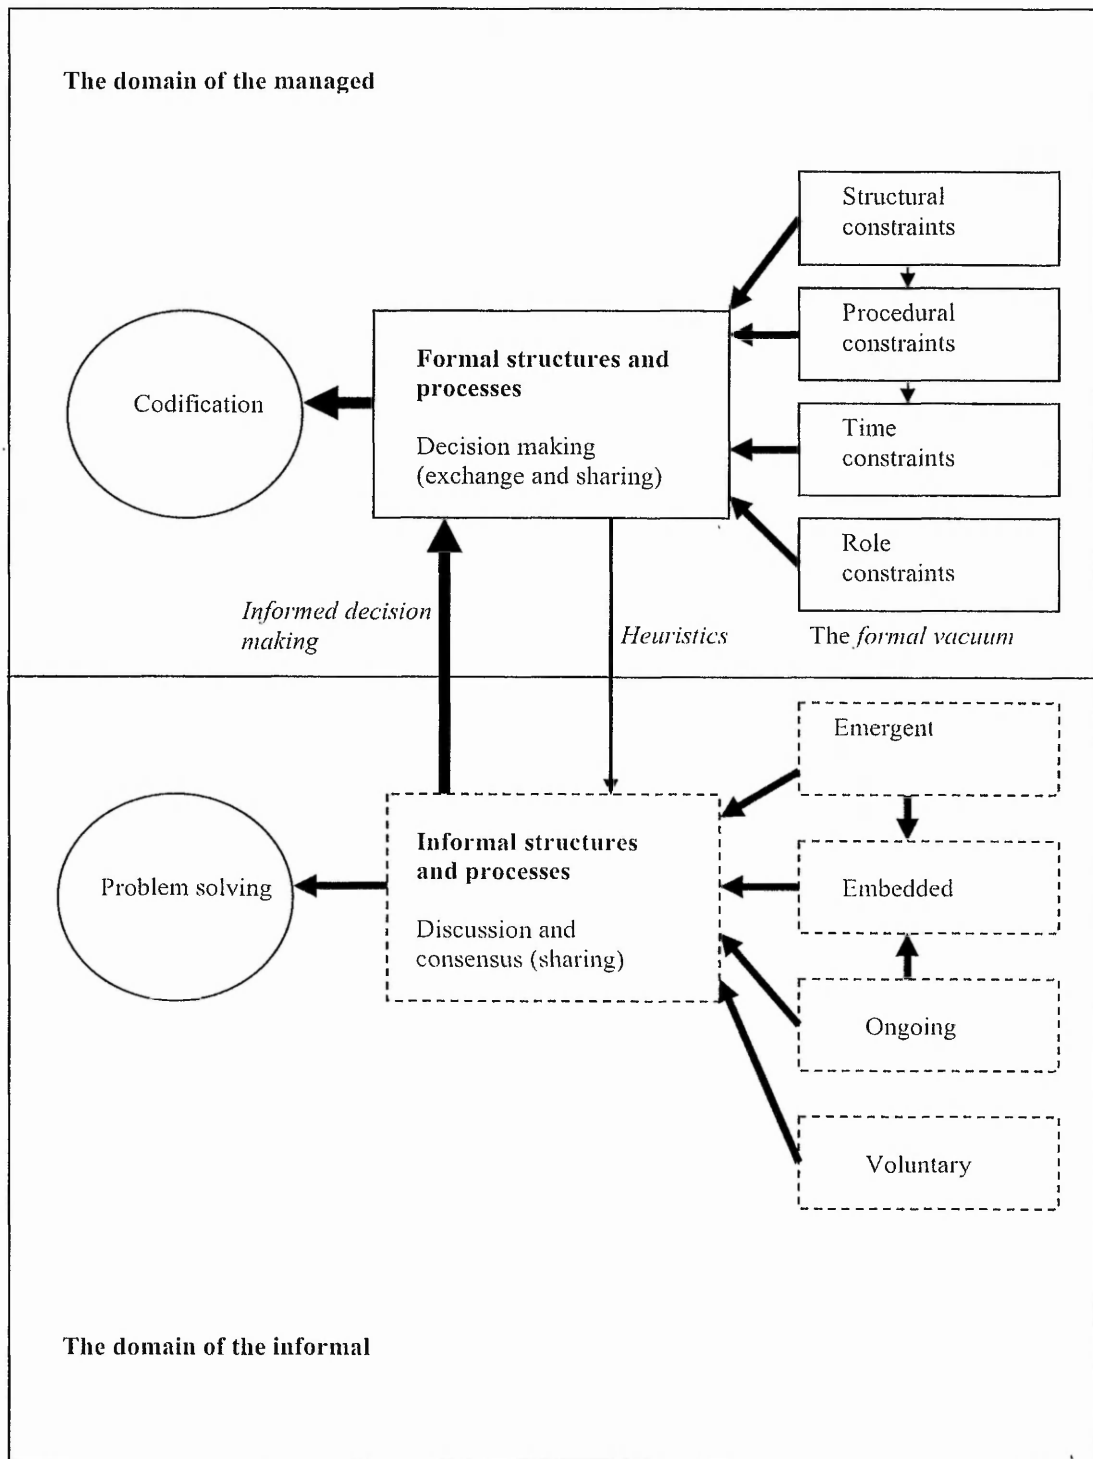 The domain of the managed
Structural
constraints
Procedural
constraints
Formal structures and
processes
Codification
Decision making
(exchange and sharing)
Time
constraints
Role
constraints
Informed decision
making
Heuristics
The formal vacuum
Emergent
Informal structures
and processes
Problem solving
Embedded
Discussion and
consensus (sharing)
Ongoing
Voluntary
The domain of the informal